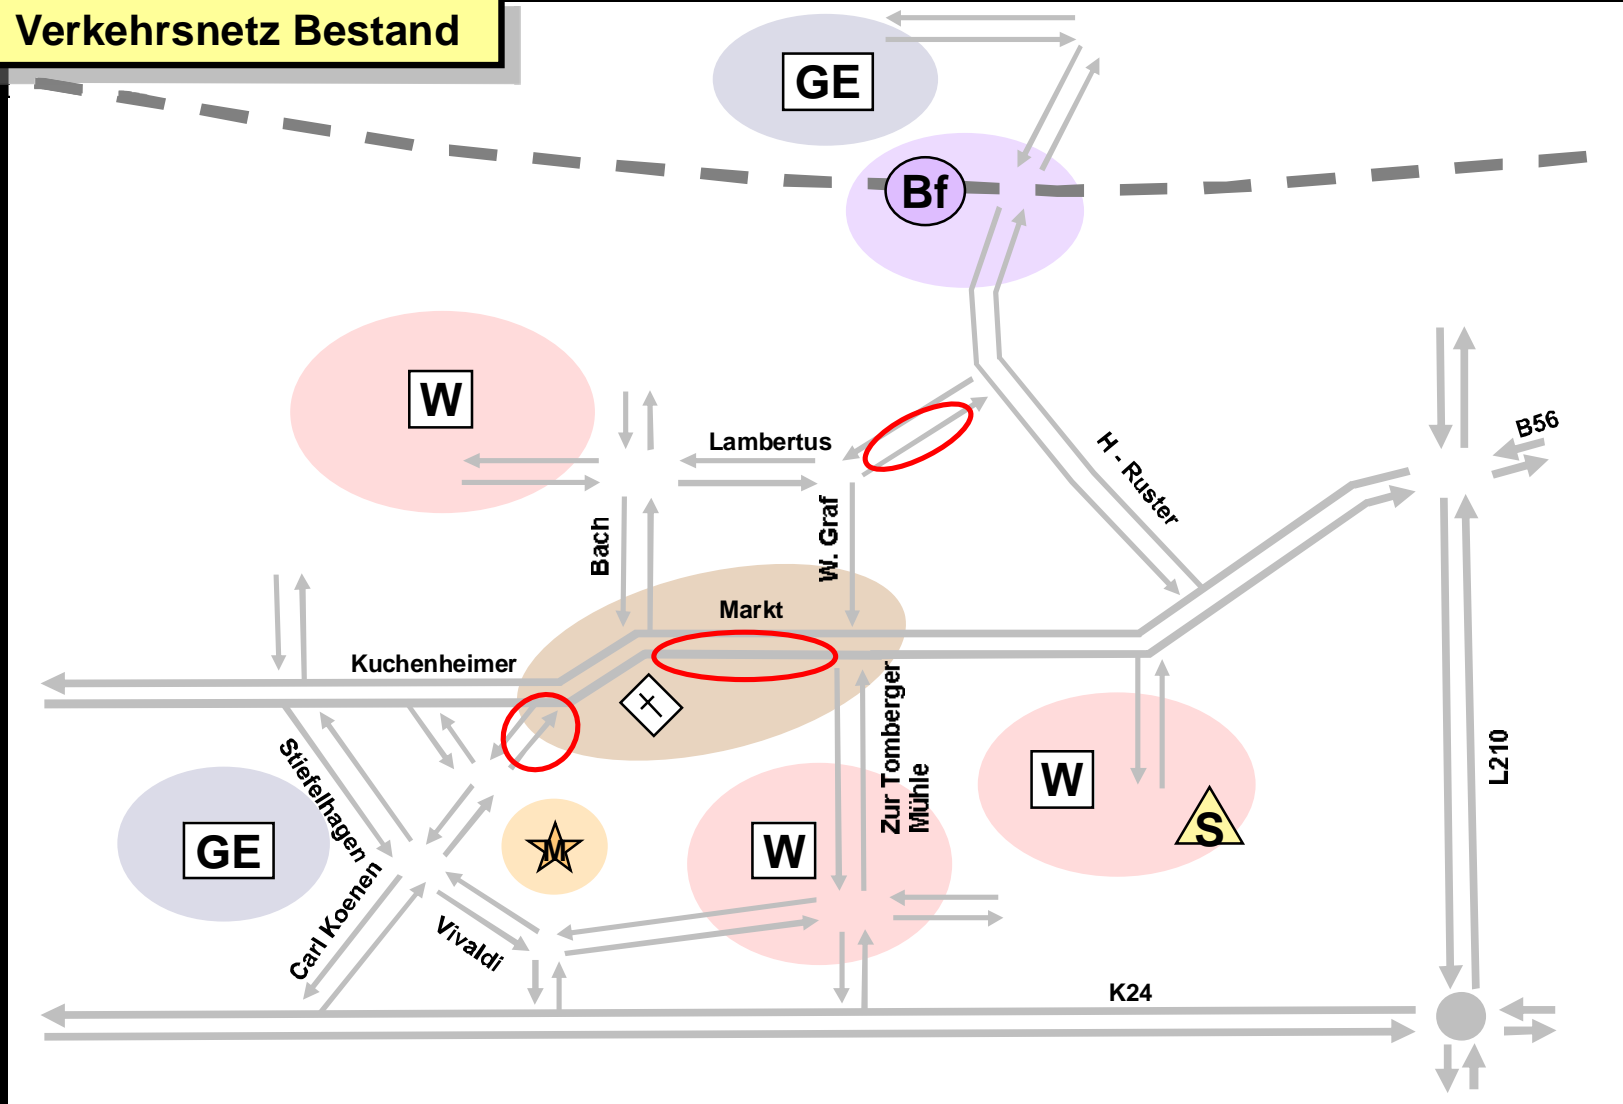 Verkehrsnetz Bestand
GE
Bf
W
B56
Lambertus
H - Ruster
W. Graf
Bach
Markt
Kuchenheimer
Zur Tomberger
Mühle
L210
Stiefelhagen
W
S
GE
M
W
Carl Koenen
Vivaldi
K24